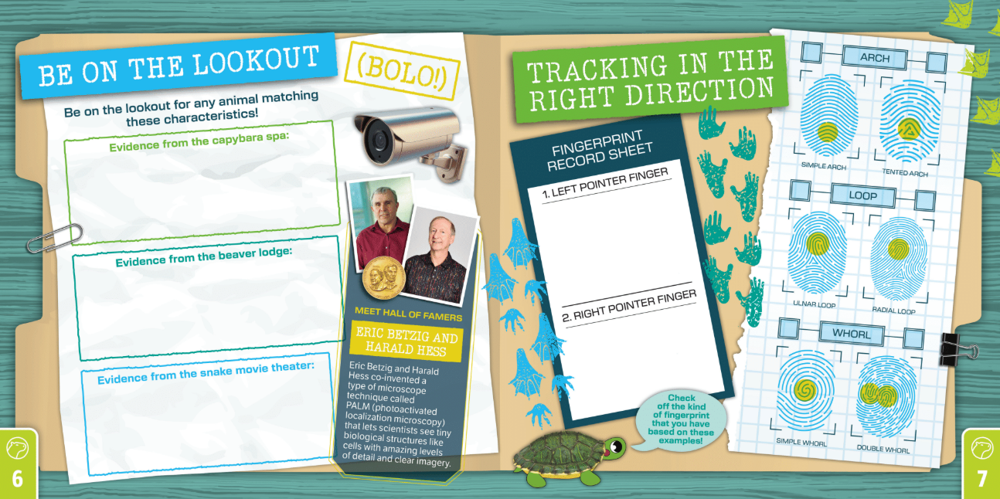 BE ON THE LOOKOUT
(BOLO!)
Be on the lookout for any animal matching
these characteristics!
Evidence from the capybara spa:
Evidence from the beaver lodge:
Evidence from the snake movie theater:
MEET HALL OF FAMERS
ERIC BETZIG AND
HARALD HESS
Eric Betzig and Harald
Hess co-invented a
type of microscope
technique called
PALM (photoactivated
localization microscopy)
that lets scientists see tiny
biological structures like
cells with amazing levels
of detail and clear imagery.
6
TRACKING IN THE
RIGHT DIRECTION
FINGERPRINT
RECORD SHEET
1. LEFT POINTER FINGER
2. RIGHT POINTER FINGER
Check
off the kind
of fingerprint
that you have
based on these
examples!
ARCH
SIMPLE ARCH
TENTED ARCH
LOOP
ULNAR LOOP
RADIAL LOOP
WHORL
SIMPLE WHORL
DOUBLE WHORL
7